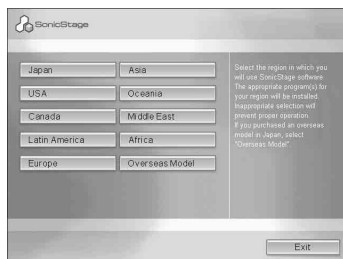 SonicStage
Japan
Asia
USA
Oceania
Canada
Middle East
Latin America
Africa
Europe
Overseas Model
Select the region in which you
will use SonicStage software
The appropriate program(s) for
your region will be installed.
Inappropriate selection will
prevent proper operation.
If you purchased an overseas
model in Japan, select
"Overseas Model".
Exit